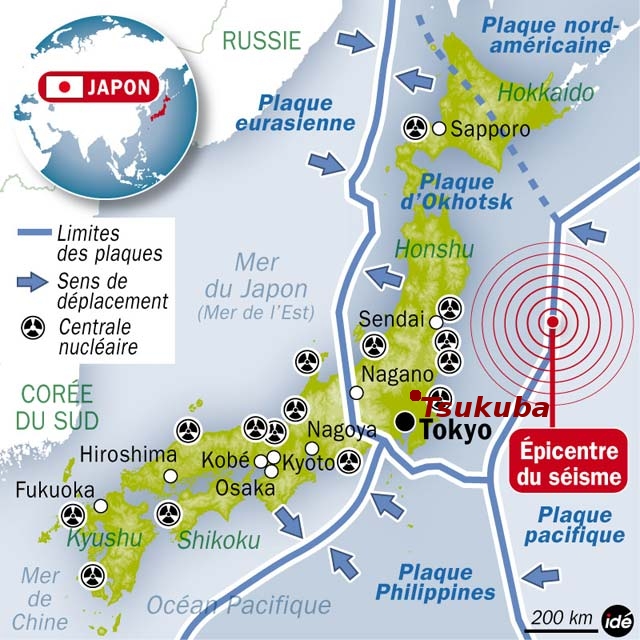 RUSSIE
Plaque nord-
américaine
JAPON
Hokkaido
Plaque
eurasienne
Sapporo
Plaque
d'Okhotsk
Limites
des plaques
Sens de
déplacement
Centrale
nucléaire
Honshu
Mer
du Japon
(Mer de l'Est)
Sendai
CORÉE
DU SUD
Nagano
Tsukuba
Tokyo
Nagoya
Épicentre
du séisme
Hiroshima
Kobé
Kyoto
Osaka
Fukuoka
Kyushu
Shikoku
Plaque
pacifique
Mer
de
Chine
Océan Pacifique
Plaque
Philippines
200 km
idé